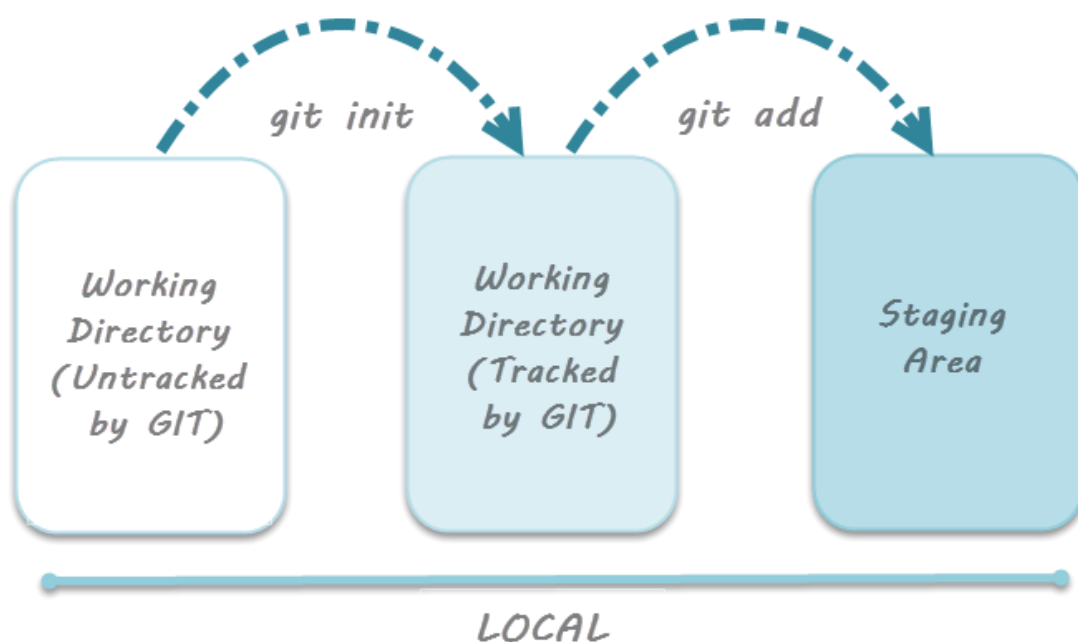 git init
git add
Working
Directory
(Untracked
by GIT)
Working
Directory
(Tracked
by GIT)
Staging
Area
LOCAL